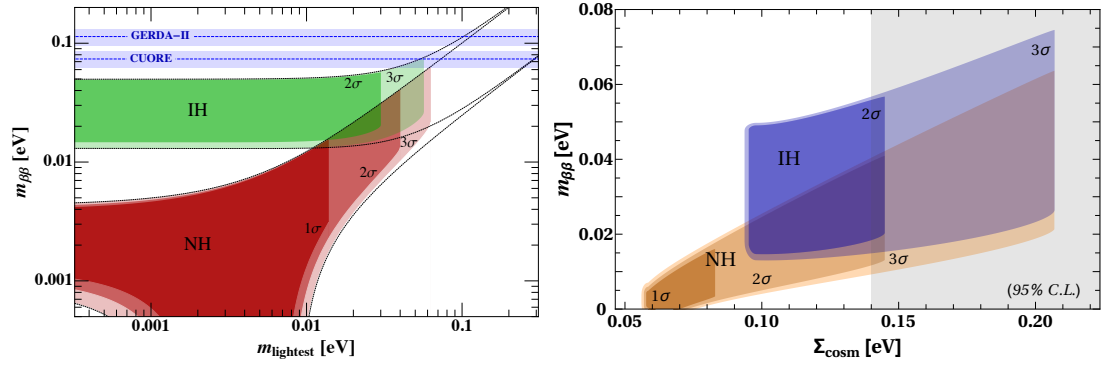 0.1
0.01
0.001
m_ββ [eV]
GERDA-II
CUORE
2σ
3σ
IH
3σ
2σ
NH
1σ
0.001
0.01
0.1
m_lightest [eV]
0.08
0.06
0.04
0.02
0
m_ββ [eV]
3σ
2σ
IH
NH
3σ
2σ
1σ
(95% C.L.)
0.05
0.10
0.15
0.20
Σ_cosm [eV]